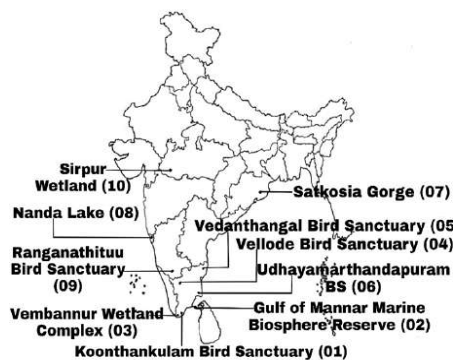 Sirpur
Wetland (10)
Satkosia Gorge (07)
Nanda Lake (08)
Vedanthangal Bird Sanctuary (05)
Vellode Bird Sanctuary (04)
Ranganathituu
Bird Sanctuary
(09)
Udhayamarthandapuram
BS (06)
Vembannur Wetland
Complex (03)
Gulf of Mannar Marine
Biosphere Reserve (02)
Koonthankulam Bird Sanctuary (01)